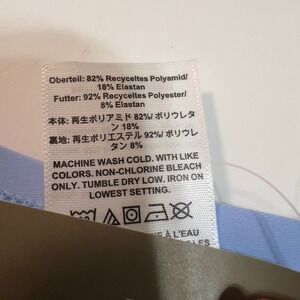 Oberteil: 82% Recyceltes Polyamid/
18% Elastan
Futter: 92% Recyceltes Polyester/
8% Elastan
本体: 再生ポリアミド 82%/ ポリウレタ
ン 18%
裏地: 再生ポリエステル 92%/ ポリウレ
タン 8%
MACHINE WASH COLD. WITH LIKE
COLORS. NON-CHLORINE BLEACH
ONLY. TUMBLE DRY LOW. IRON ON
LOWEST SETTING.
À L'EAU